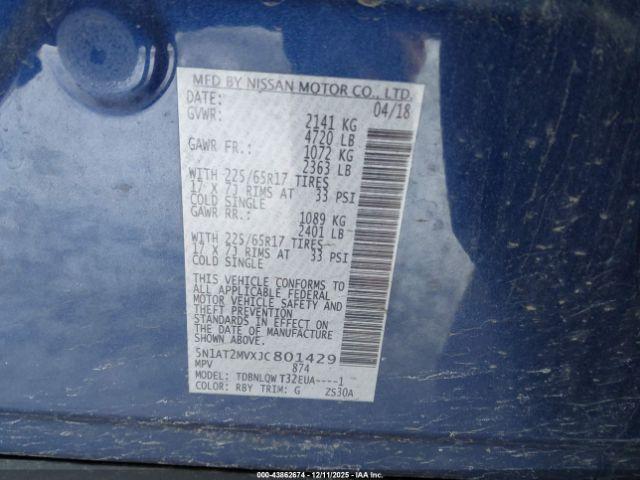 MFD BY NISSAN MOTOR CO., LTD.
DATE: 04/18
GVWR: 2141 KG
4720 LB
GAWR FR.: 1072 KG
2363 LB
WITH 225/65R17 TIRES
17 X 7J RIMS AT 33 PSI
COLD SINGLE
GAWR RR.: 1089 KG
2401 LB
WITH 225/65R17 TIRES
17 X 7J RIMS AT 33 PSI
COLD SINGLE
THIS VEHICLE CONFORMS TO
ALL APPLICABLE FEDERAL
MOTOR VEHICLE SAFETY AND
THEFT PREVENTION
STANDARDS IN EFFECT ON
THE DATE OF MANUFACTURE
SHOWN ABOVE.
5N1AT2MVXJC801429
MPV 874
MODEL: TDBNLQWT32EUA----1
COLOR: RBY TRIM: G ZS30A
000-43862674 - 12/11/2025 - IAAI.COM